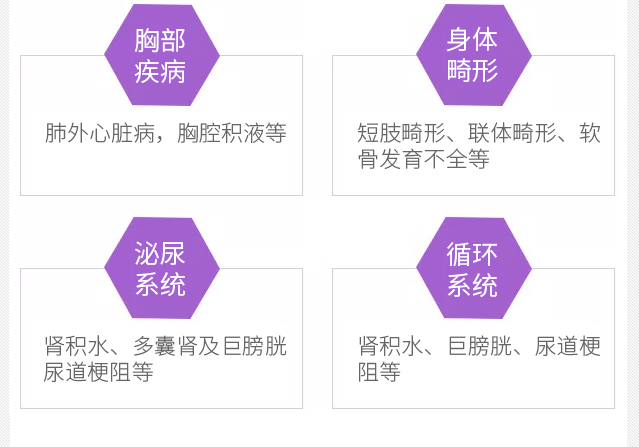 胸部
疾病
肺外心脏病，胸腔积液等
身体
畸形
短肢畸形、联体畸形、软
骨发育不全等
泌尿
系统
肾积水、多囊肾及巨膀胱
尿道梗阻等
循环
系统
肾积水、巨膀胱、尿道梗
阻等